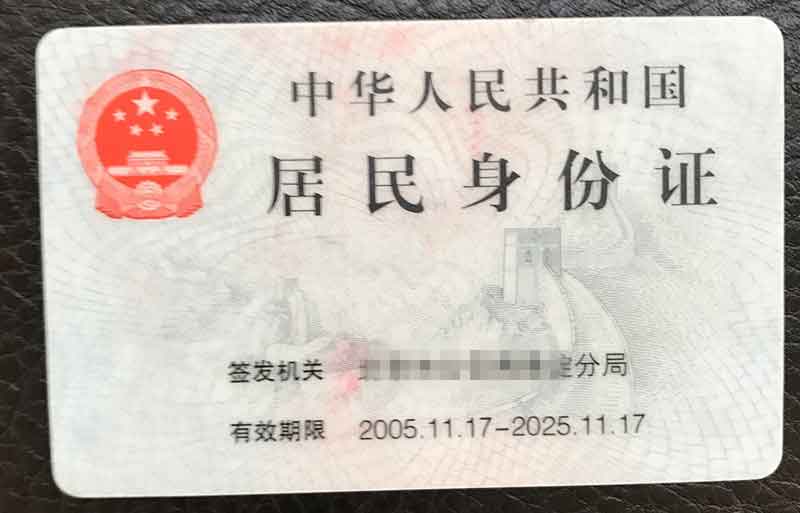 中华人民共和国
居民身份证
签发机关 分局
有效期限 2005.11.17-2025.11.17